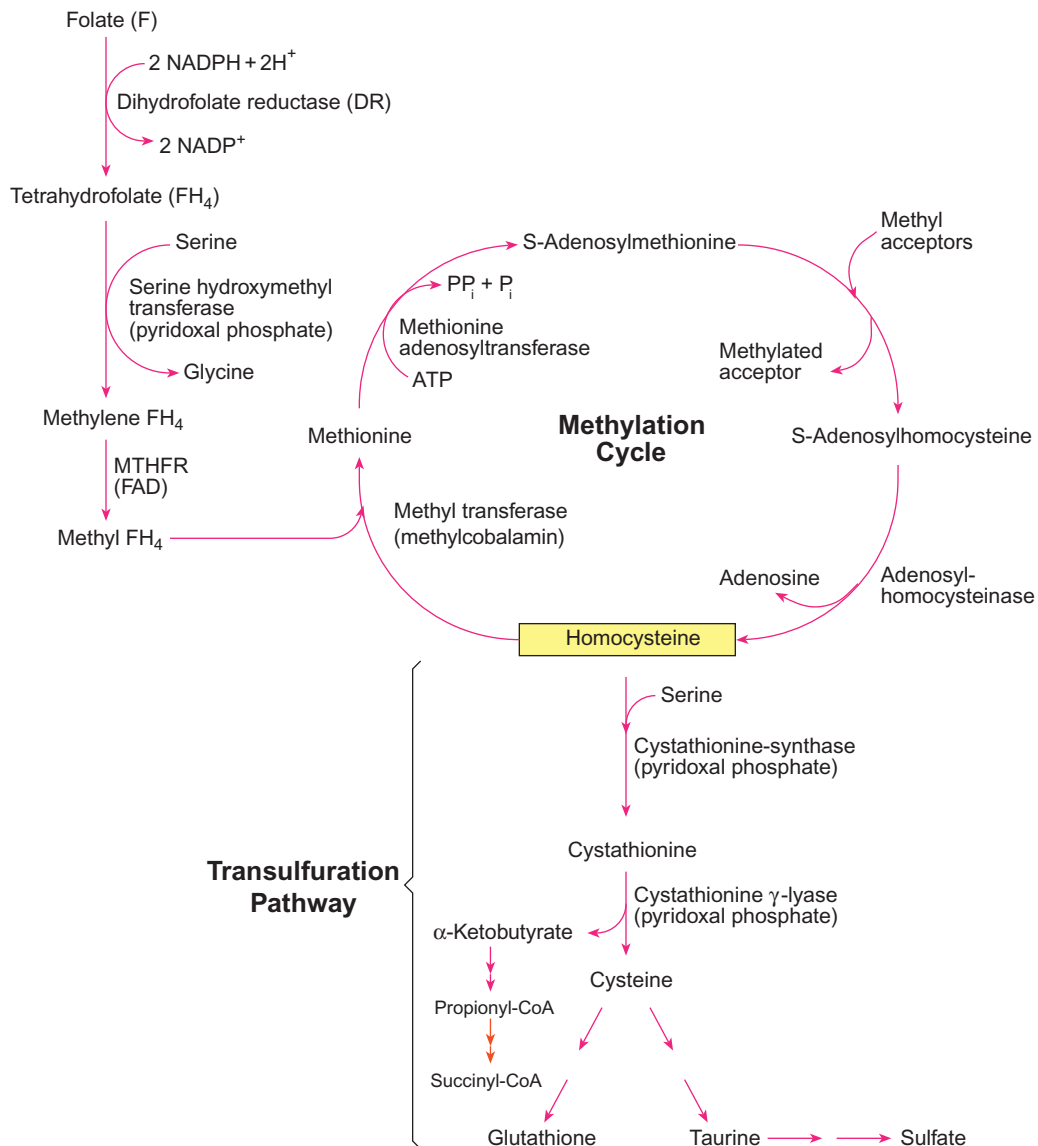 Folate (F)
2 NADPH + 2H⁺
Dihydrofolate reductase (DR)
2 NADP⁺
Tetrahydrofolate (FH₄)
Serine
Serine hydroxymethyl
transferase
(pyridoxal phosphate)
Glycine
Methylene FH₄
MTHFR
(FAD)
Methyl FH₄
S-Adenosylmethionine
Methyl
acceptors
PPᵢ + Pᵢ
Methionine
adenosyltransferase
ATP
Methylated
acceptor
Methionine
Methylation
Cycle
S-Adenosylhomocysteine
Methyl transferase
(methylcobalamin)
Adenosine
Adenosyl-
homocysteinase
Homocysteine
Serine
Cystathionine-synthase
(pyridoxal phosphate)
Cystathionine
Transulfuration
Pathway
Cystathionine γ-lyase
(pyridoxal phosphate)
α-Ketobutyrate
Cysteine
Propionyl-CoA
Succinyl-CoA
Glutathione
Taurine
Sulfate